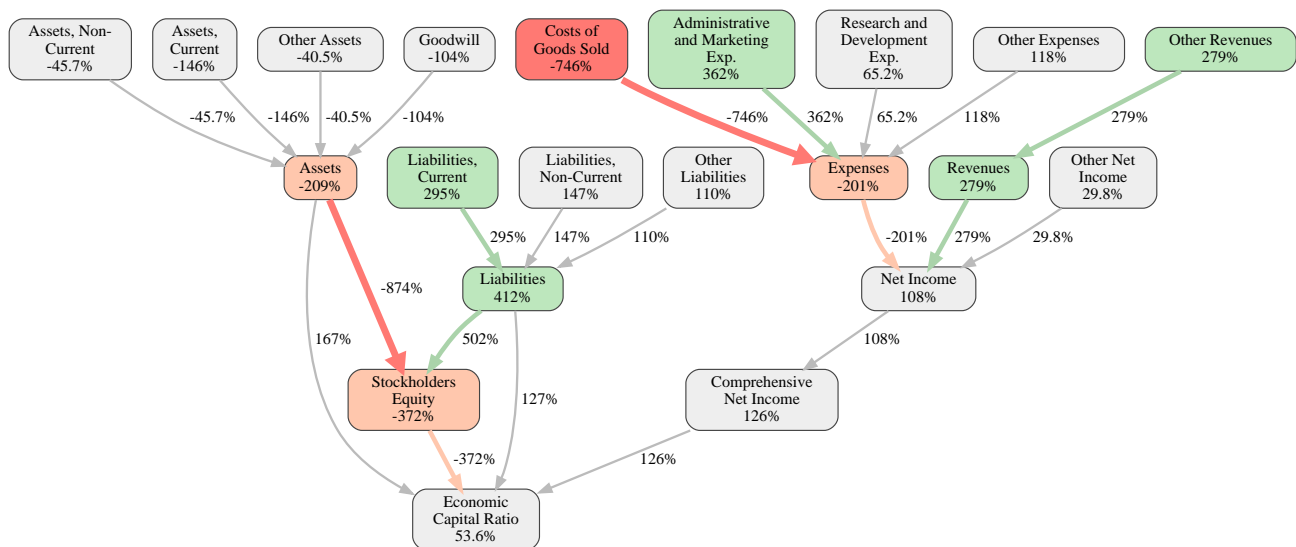 Assets, Non-
Current
-45.7%
Assets,
Current
-146%
Other Assets
-40.5%
Goodwill
-104%
Costs of
Goods Sold
-746%
Administrative
and Marketing
Exp.
362%
Research and
Development
Exp.
65.2%
Other Expenses
118%
Other Revenues
279%
-45.7%
-146%
-40.5%
-104%
-746%
362%
65.2%
118%
279%
Assets
-209%
Liabilities,
Current
295%
Liabilities,
Non-Current
147%
Other
Liabilities
110%
Expenses
-201%
Revenues
279%
Other Net
Income
29.8%
295%
147%
110%
-201%
279%
29.8%
-874%
Liabilities
412%
Net Income
108%
167%
502%
108%
Stockholders
Equity
-372%
127%
Comprehensive
Net Income
126%
-372%
126%
Economic
Capital Ratio
53.6%